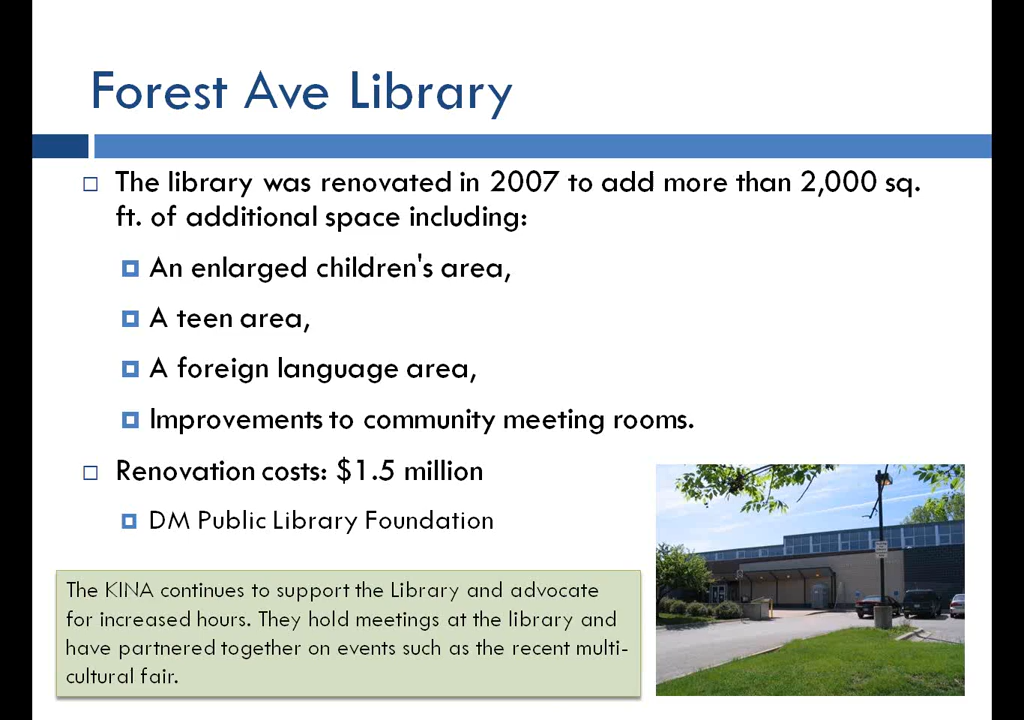 Forest Ave Library
The library was renovated in 2007 to add more than 2,000 sq.
ft. of additional space including:
An enlarged children's area,
A teen area,
A foreign language area,
Improvements to community meeting rooms.
Renovation costs: $1.5 million
DM Public Library Foundation
The KINA continues to support the Library and advocate
for increased hours. They hold meetings at the library and
have partnered together on events such as the recent multi-
cultural fair.